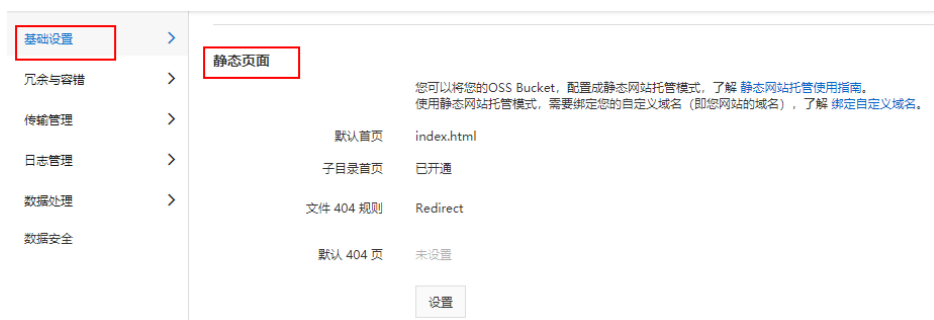 基础设置
冗余与容错
传输管理
日志管理
数据处理
数据安全
静态页面
您可以将您的OSS Bucket，配置成静态网站托管模式，了解 静态网站托管使用指南。
使用静态网站托管模式，需要绑定您的自定义域名（即您网站的域名），了解 绑定自定义域名。
默认首页 index.html
子目录首页 已开通
文件 404 规则 Redirect
默认 404 页 未设置
设置